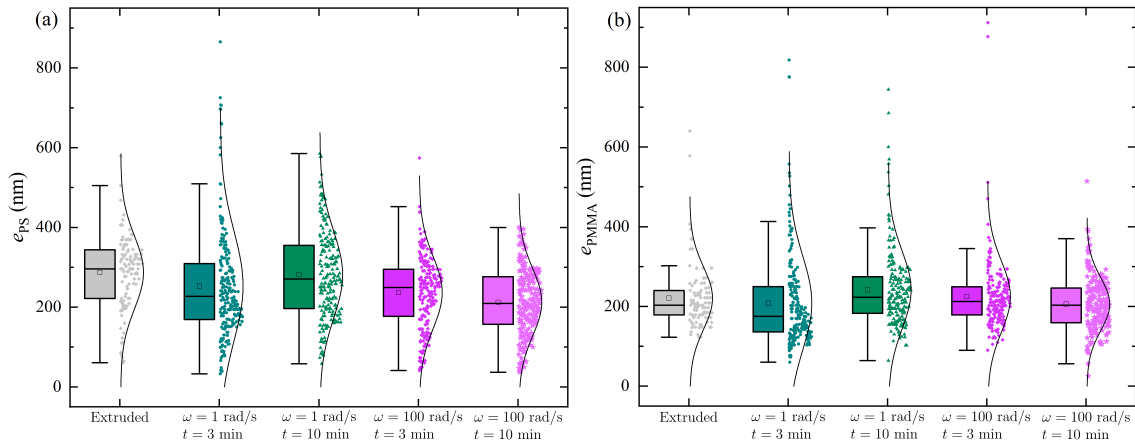 (a)
e_PS (nm)
800
600
400
200
0
Extruded
ω = 1 rad/s
t = 3 min
ω = 1 rad/s
t = 10 min
ω = 100 rad/s
t = 3 min
ω = 100 rad/s
t = 10 min
(b)
e_PMMA (nm)
800
600
400
200
0
Extruded
ω = 1 rad/s
t = 3 min
ω = 1 rad/s
t = 10 min
ω = 100 rad/s
t = 3 min
ω = 100 rad/s
t = 10 min